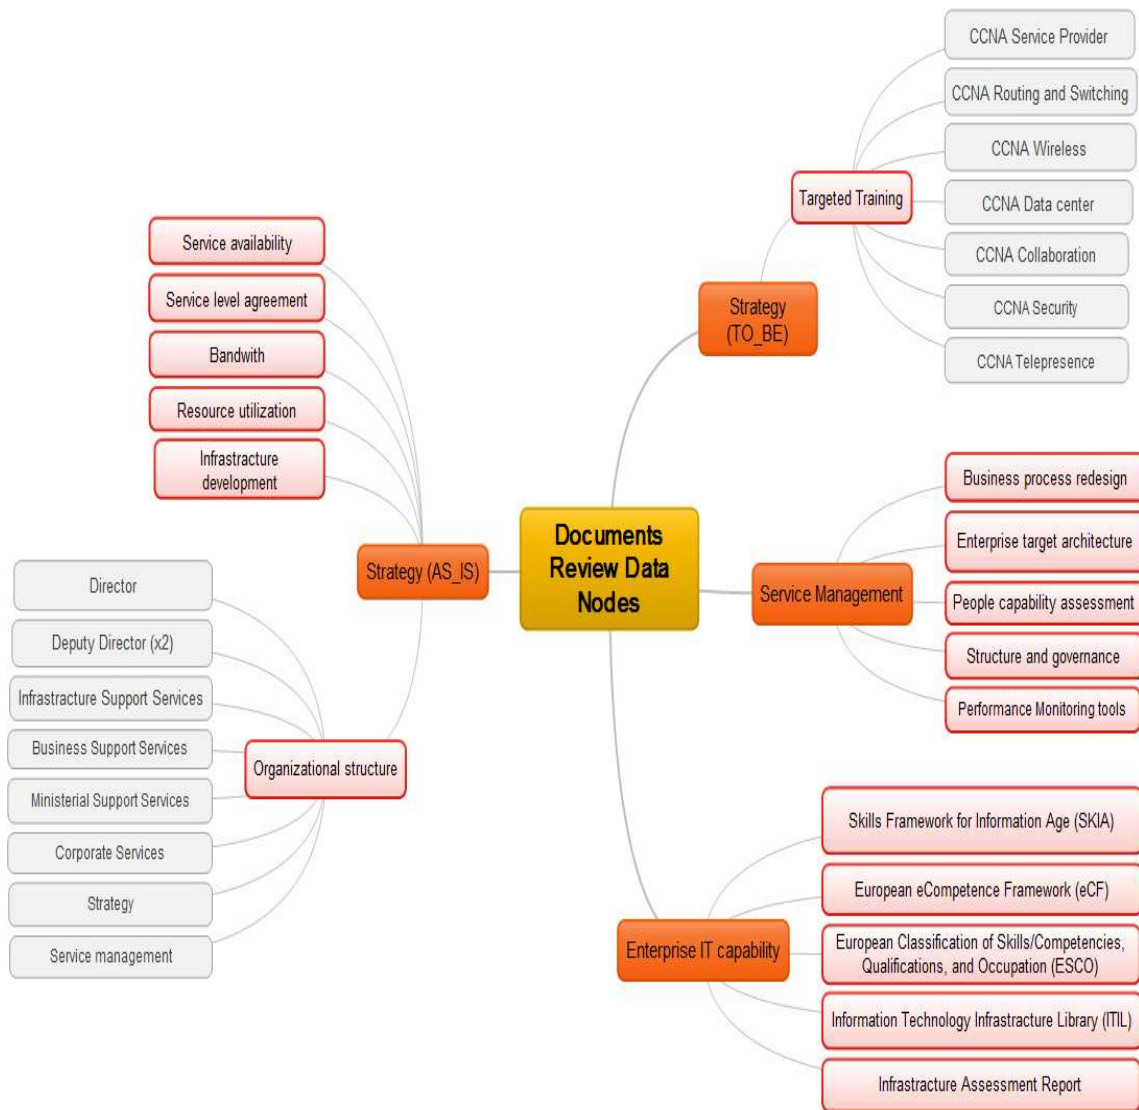 CCNA Service Provider
CCNA Routing and Switching
CCNA Wireless
Targeted Training
CCNA Data center
CCNA Collaboration
CCNA Security
CCNA Telepresence
Strategy
(TO_BE)
Service availability
Service level agreement
Bandwith
Resource utilization
Infrastracture
development
Strategy (AS_IS)
Documents
Review Data
Nodes
Business process redesign
Enterprise target architecture
Service Management
People capability assessment
Structure and governance
Performance Monitoring tools
Director
Deputy Director (x2)
Infrastracture Support Services
Business Support Services
Organizational structure
Ministerial Support Services
Corporate Services
Strategy
Service management
Skills Framework for Information Age (SKIA)
European eCompetence Framework (eCF)
Enterprise IT capability
European Classification of Skills/Competencies,
Qualifications, and Occupation (ESCO)
Information Technology Infrastracture Library (ITIL)
Infrastracture Assessment Report